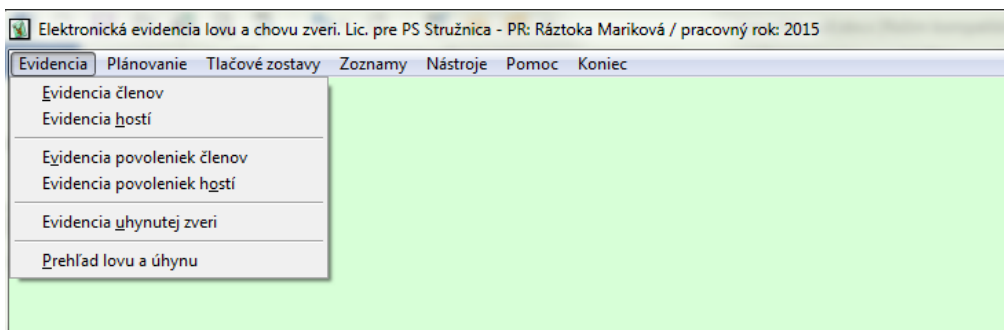 Elektronická evidencia lovu a chovu zveri. Lic. pre PS Stružnica - PR: Ráztoka Mariková / pracovný rok: 2015
Evidencia Plánovanie Tlačové zostavy Zoznamy Nástroje Pomoc Koniec
Evidencia členov
Evidencia hostí
Evidencia povoleniek členov
Evidencia povoleniek hostí
Evidencia uhynutej zveri
Prehľad lovu a úhynu